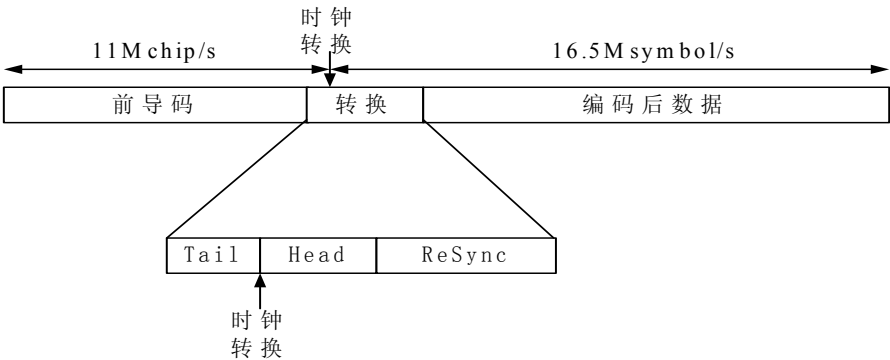 时钟
转换
11M chip/s
16.5M symbol/s
前导码
转换
编码后数据
Tail
Head
ReSync
时钟
转换